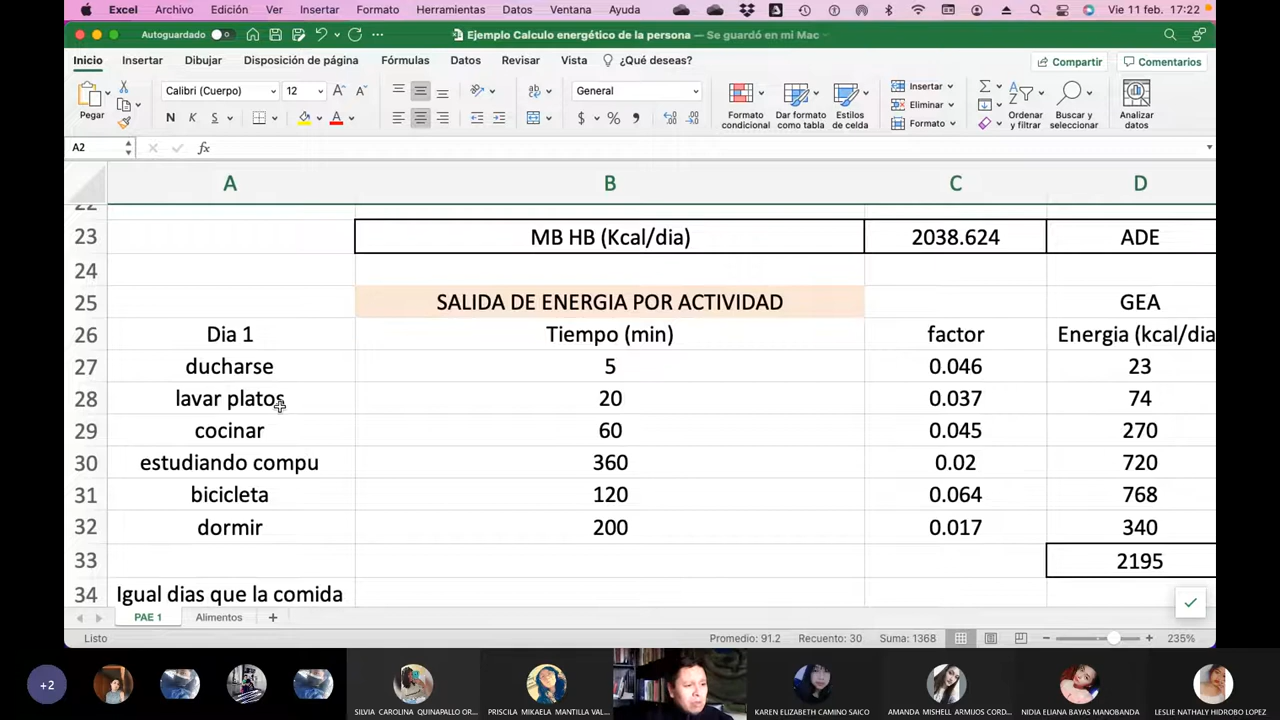 Excel Archivo Edición Ver Insertar Formato Herramientas Datos Ventana Ayuda Vie 11 feb. 17:22
Autoguardado Ejemplo Calculo energético de la persona — Se guardó en mi Mac
Inicio Insertar Dibujar Disposición de página Fórmulas Datos Revisar Vista ¿Qué deseas? Compartir Comentarios
Pegar Calibri (Cuerpo) 12 General Formato condicional Dar formato como tabla Estilos de celda Insertar Eliminar Formato Ordenar y filtrar Buscar y seleccionar Analizar datos
N K S $ %
A2 fx
A B C D
22
23 MB HB (Kcal/dia) 2038.624 ADE
24
25 SALIDA DE ENERGIA POR ACTIVIDAD GEA
26 Dia 1 Tiempo (min) factor Energia (kcal/dia
27 ducharse 5 0.046 23
28 lavar platos 20 0.037 74
29 cocinar 60 0.045 270
30 estudiando compu 360 0.02 720
31 bicicleta 120 0.064 768
32 dormir 200 0.017 340
33 2195
34 Igual dias que la comida
PAE 1 Alimentos +
Listo Promedio: 91.2 Recuento: 30 Suma: 1368 235%
+2 SILVIA CAROLINA QUINAPALLO OR... PRISCILA MIKAELA MANTILLA VAL... KAREN ELIZABETH CAMINO SAICO AMANDA MISHELL ARMIJOS CORD... NIDIA ELIANA BAYAS MANOBANDA LESLIE NATHALY HIDROBO LOPEZ